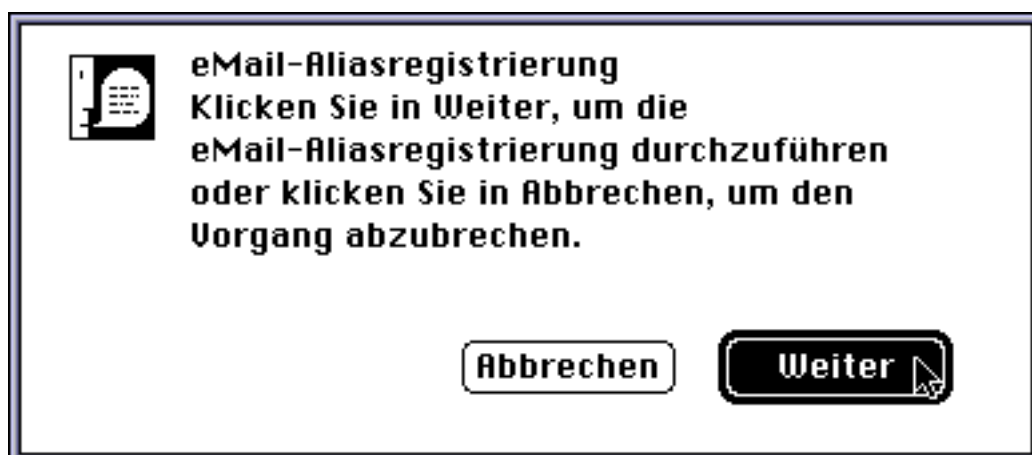 eMail-Aliasregistrierung
Klicken Sie in Weiter, um die
eMail-Aliasregistrierung durchzuführen
oder klicken Sie in Abbrechen, um den
Vorgang abzubrechen.
Abbrechen
Weiter